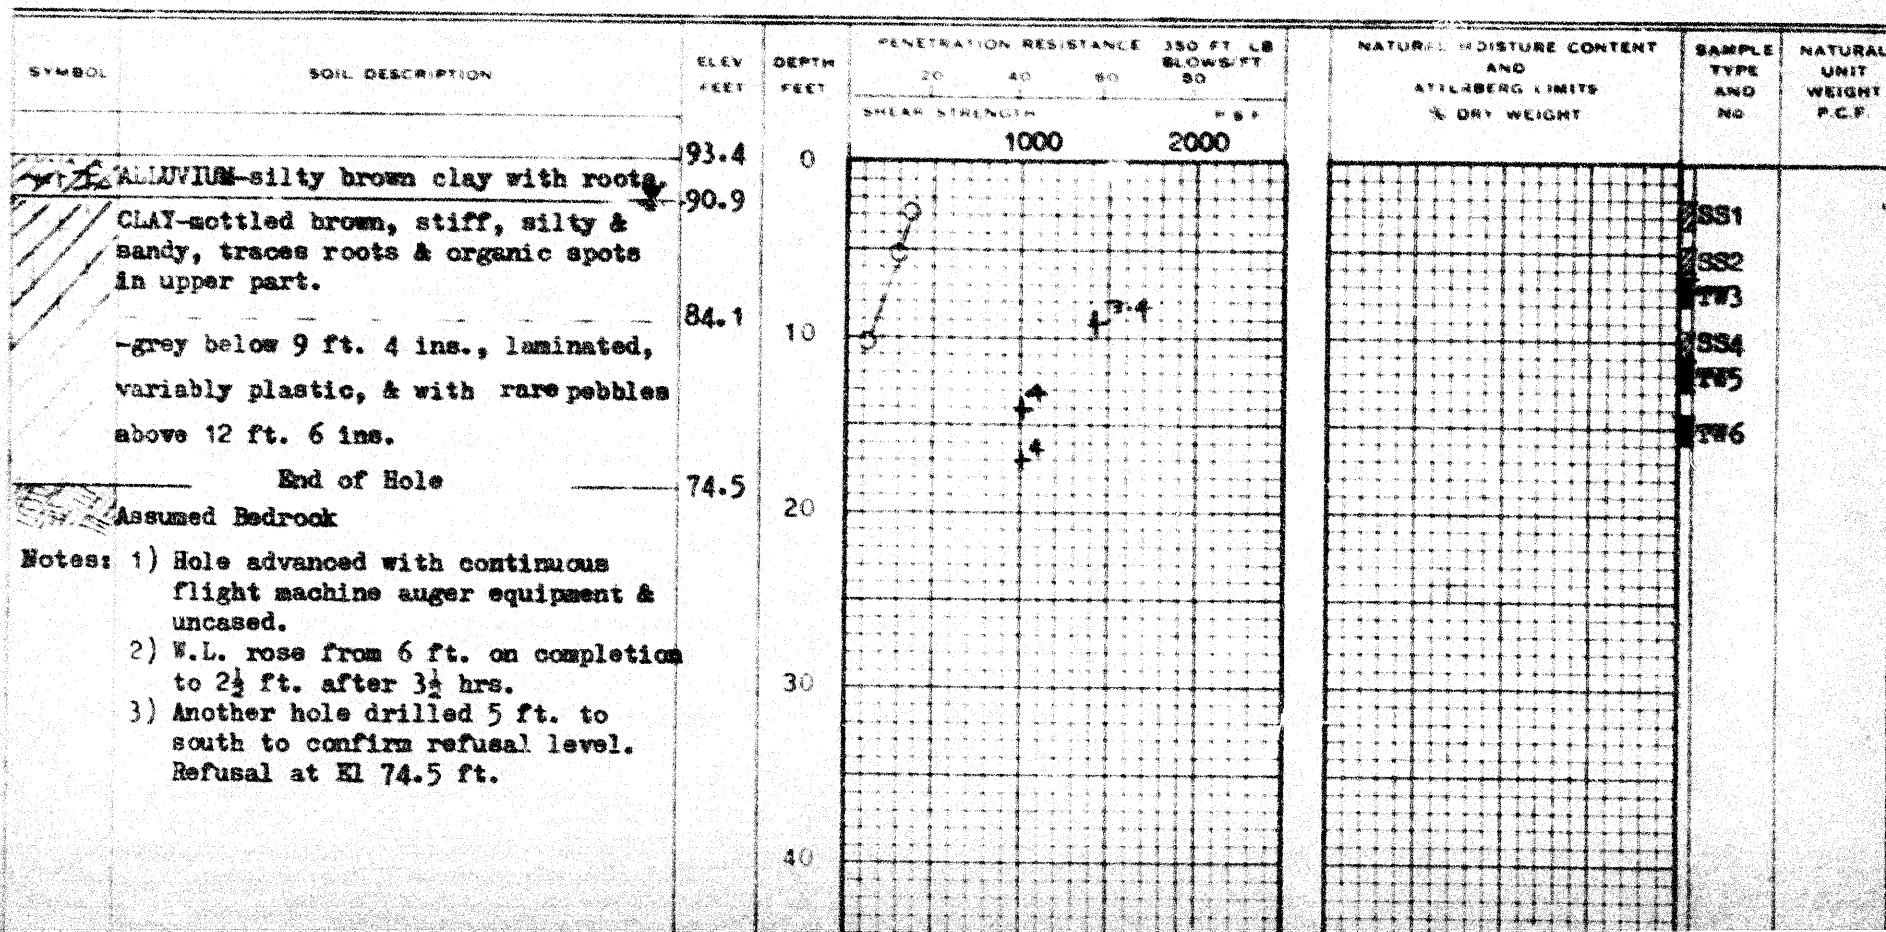 SYMBOL
SOIL DESCRIPTION
ELEV
FEET
DEPTH
FEET
PENETRATION RESISTANCE 350 FT LB
BLOWS/FT
20 40 60 80
SHEAR STRENGTH P S F
1000 2000
NATURAL MOISTURE CONTENT
AND
ATTERBERG LIMITS
% DRY WEIGHT
SAMPLE
TYPE
AND
No
NATURAL
UNIT
WEIGHT
P.C.F.
93.4
0
ALLUVIUM-silty brown clay with roots
90.9
CLAY-mottled brown, stiff, silty &
sandy, traces roots & organic spots
in upper part.
84.1
10
-grey below 9 ft. 4 ins., laminated,
variably plastic, & with rare pebbles
above 12 ft. 6 ins.
End of Hole
74.5
20
Assumed Bedrock
Notes: 1) Hole advanced with continuous
flight machine auger equipment &
uncased.
2) W.L. rose from 6 ft. on completion
to 2½ ft. after 3½ hrs.
3) Another hole drilled 5 ft. to
south to confirm refusal level.
Refusal at El 74.5 ft.
30
40
3.4
4
4
SS1
SS2
TW3
SS4
TW5
TW6